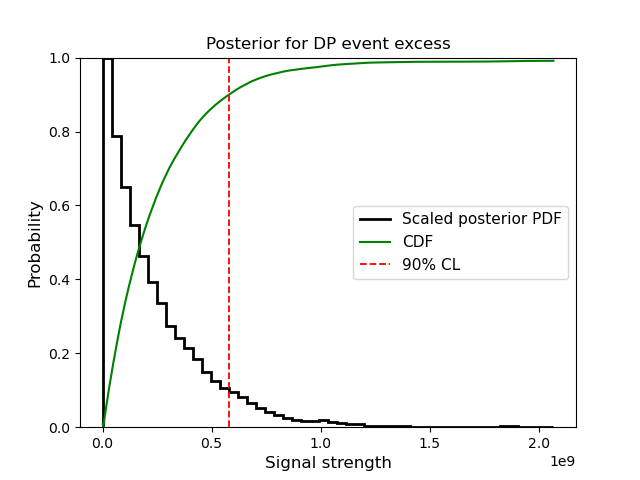 Posterior for DP event excess
1.0
0.8
0.6
0.4
0.2
0.0
Probability
Scaled posterior PDF
CDF
90% CL
0.0 0.5 1.0 1.5 2.0
1e9
Signal strength